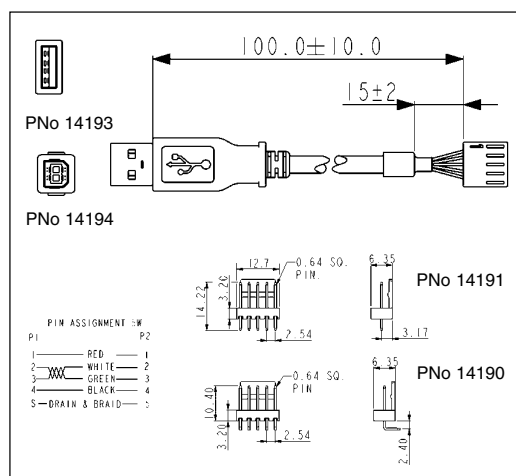 100.0±10.0
15±2
PNo 14193
PNo 14194
12.7
0.64 SQ.
PIN.
6.35
PNo 14191
14.22
3.20
2.54
3.17
PIN ASSIGNMENT 5W
P1 P2
1 RED 1
2 WHITE 2
3 GREEN 3
4 BLACK 4
S DRAIN & BRAID 5
0.64 SQ.
PIN
6.35
PNo 14190
10.40
3.20
2.54
2.40